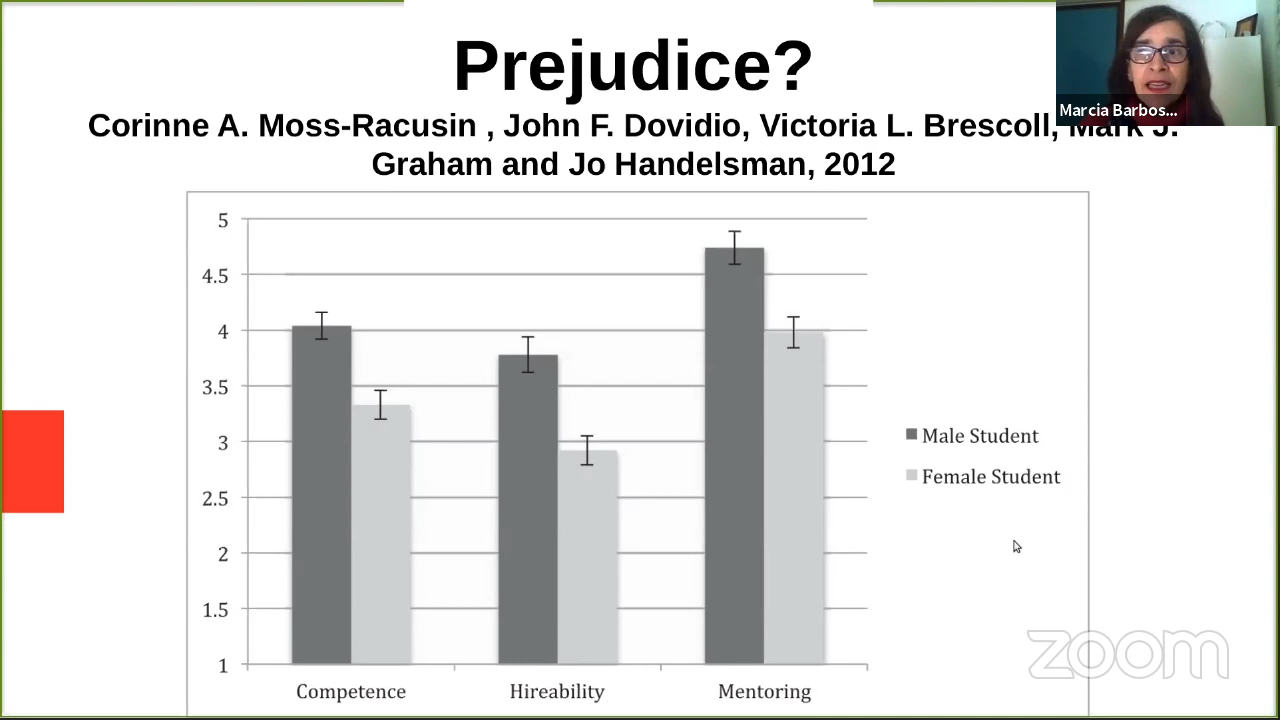 Prejudice?
Corinne A. Moss-Racusin , John F. Dovidio, Victoria L. Brescoll, Mark J.
Graham and Jo Handelsman, 2012
Marcia Barbos...
5
4.5
4
3.5
3
2.5
2
1.5
1
Competence Hireability Mentoring
Male Student
Female Student
zoom